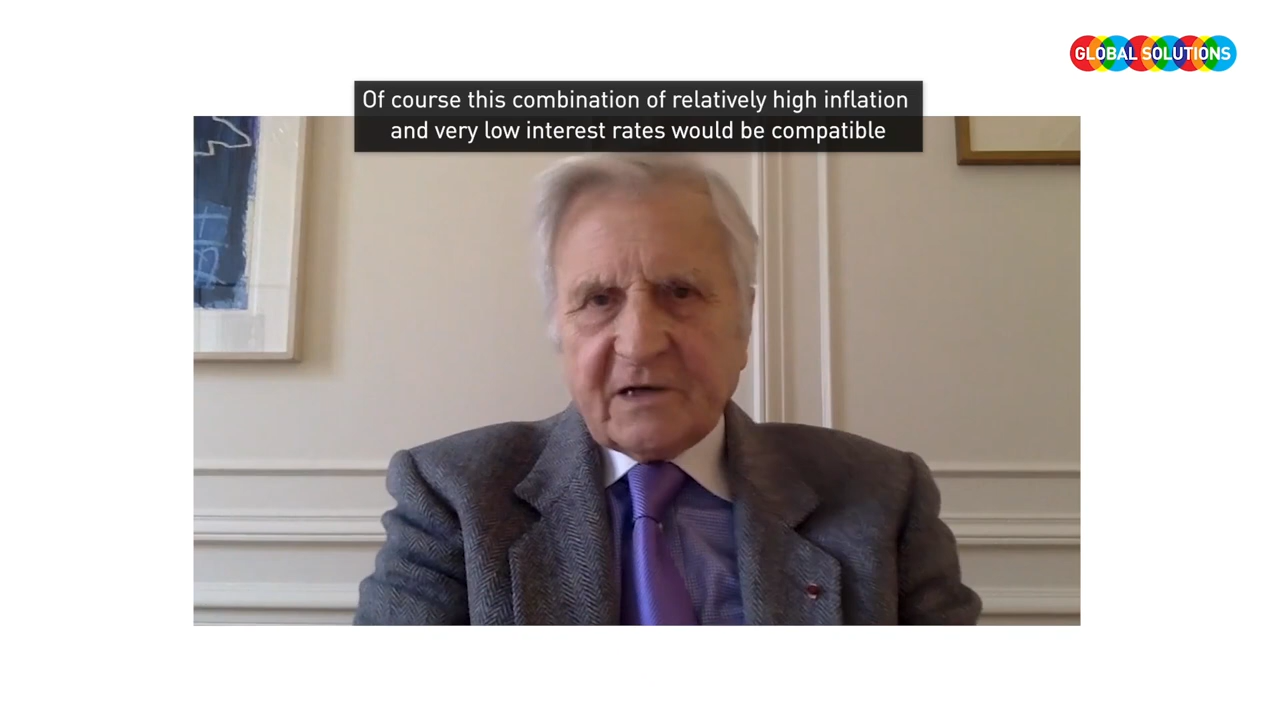 GLOBAL SOLUTIONS
Of course this combination of relatively high inflation
and very low interest rates would be compatible